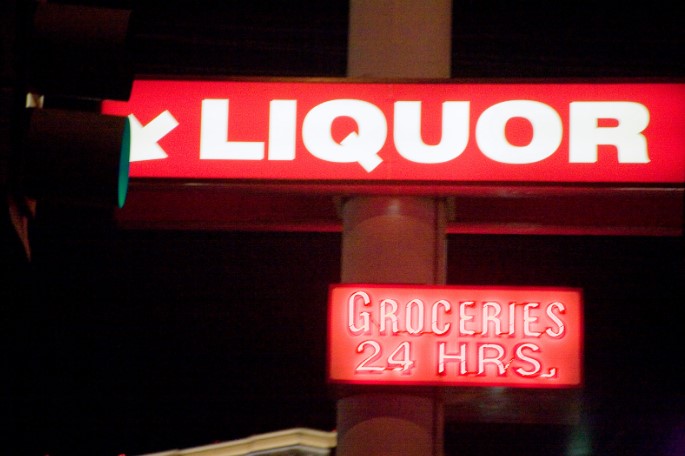 LIQUOR
GROCERIES
24 HRS.